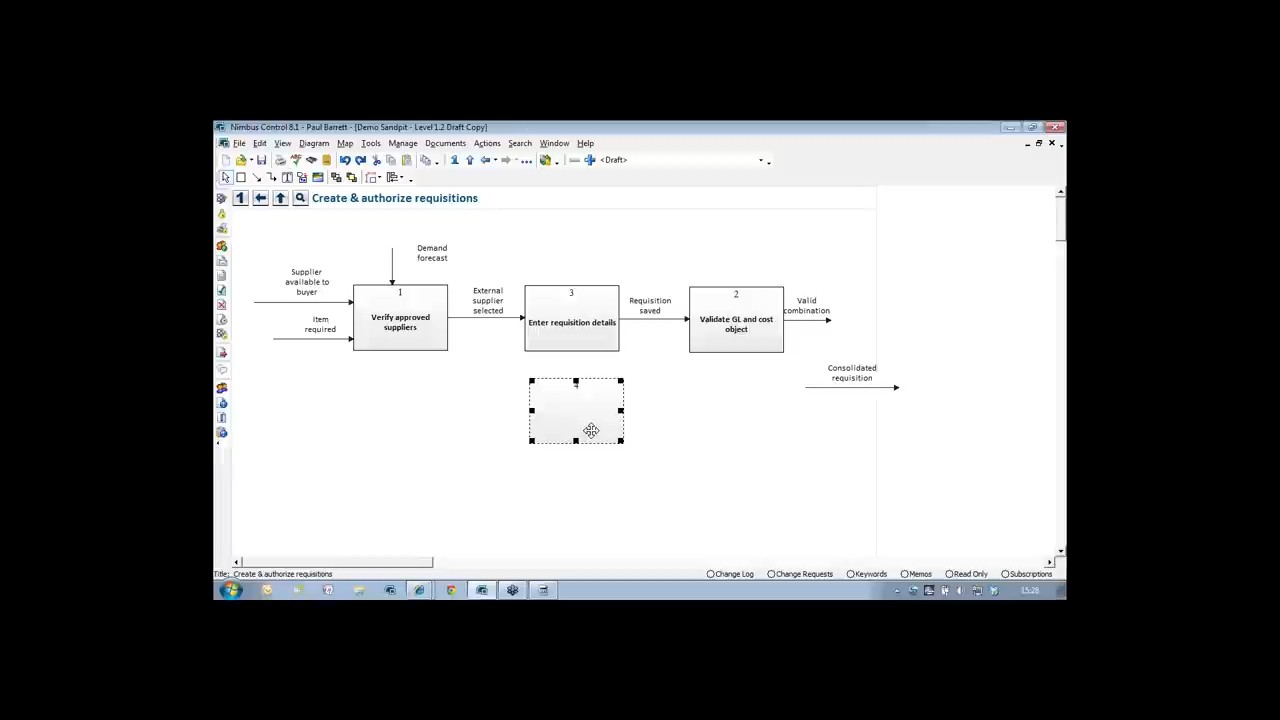 Nimbus Control 8.1 - Paul Barrett - [Demo Sandpit - Level 1.2 Draft Copy]
File Edit View Diagram Map Tools Manage Documents Actions Search Window Help
<Draft>
1 Create & authorize requisitions
Demand
forecast
Supplier
available to
buyer
Item
required
1
Verify approved
suppliers
External
supplier
selected
3
Enter requisition details
Requisition
saved
2
Validate GL and cost
object
Valid
combination
Consolidated
requisition
Title: Create & authorize requisitions
Change Log Change Requests Keywords Memos Read Only Subscriptions